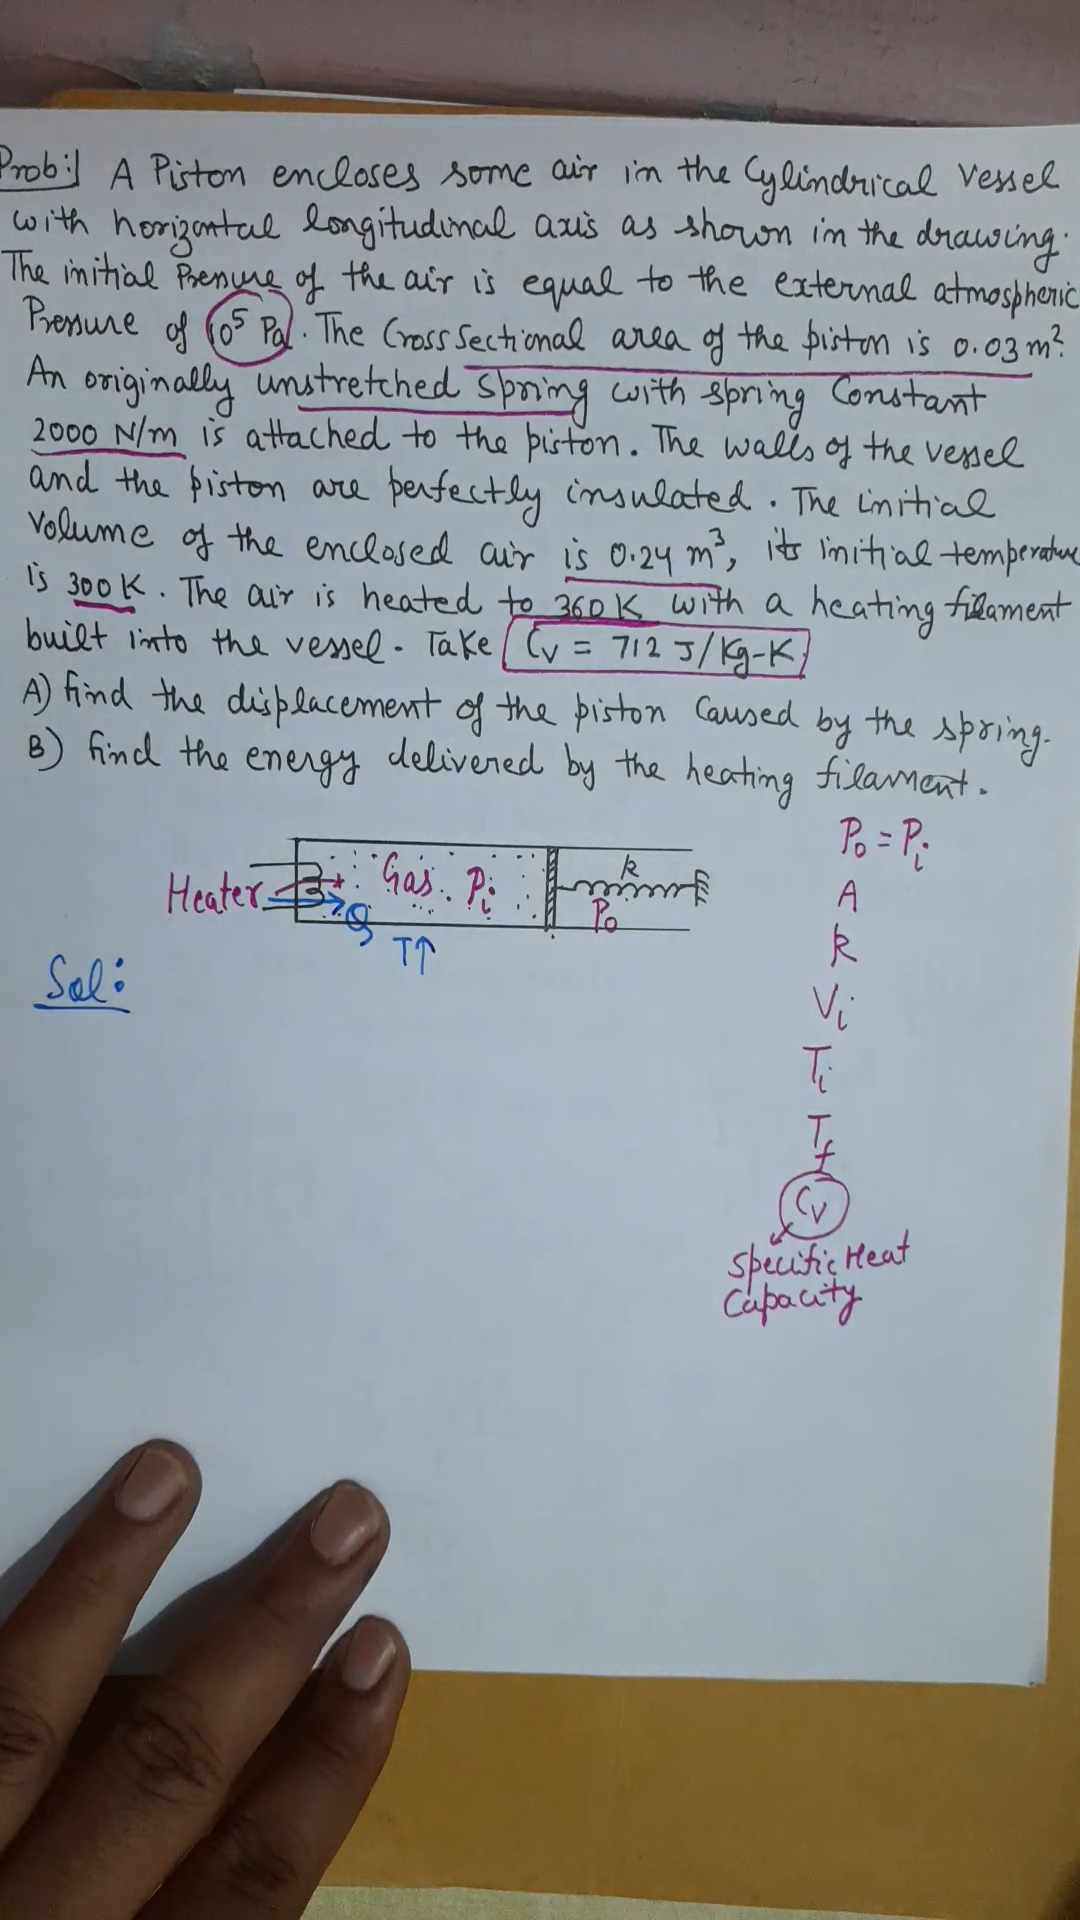 Prob:] A Piston encloses some air in the Cylindrical vessel
with horizontal longitudinal axis as shown in the drawing.
The initial Pressure of the air is equal to the external atmospheric
Pressure of 10⁵ Pa. The Cross Sectional area of the piston is 0.03 m².
An originally unstretched spring with spring Constant
2000 N/m is attached to the piston. The walls of the vessel
and the piston are perfectly insulated. The initial
volume of the enclosed air is 0.24 m³, its initial temperature
is 300 K. The air is heated to 360 K with a heating filament
built into the vessel. Take Cv = 712 J/Kg-K
A) find the displacement of the piston Caused by the spring.
B) find the energy delivered by the heating filament.
P₀ = Pᵢ
Heater Gas Pᵢ k
P₀
A
Q T↑
k
Sol:
Vᵢ
Tᵢ
T_f
Cv
Specific Heat
Capacity